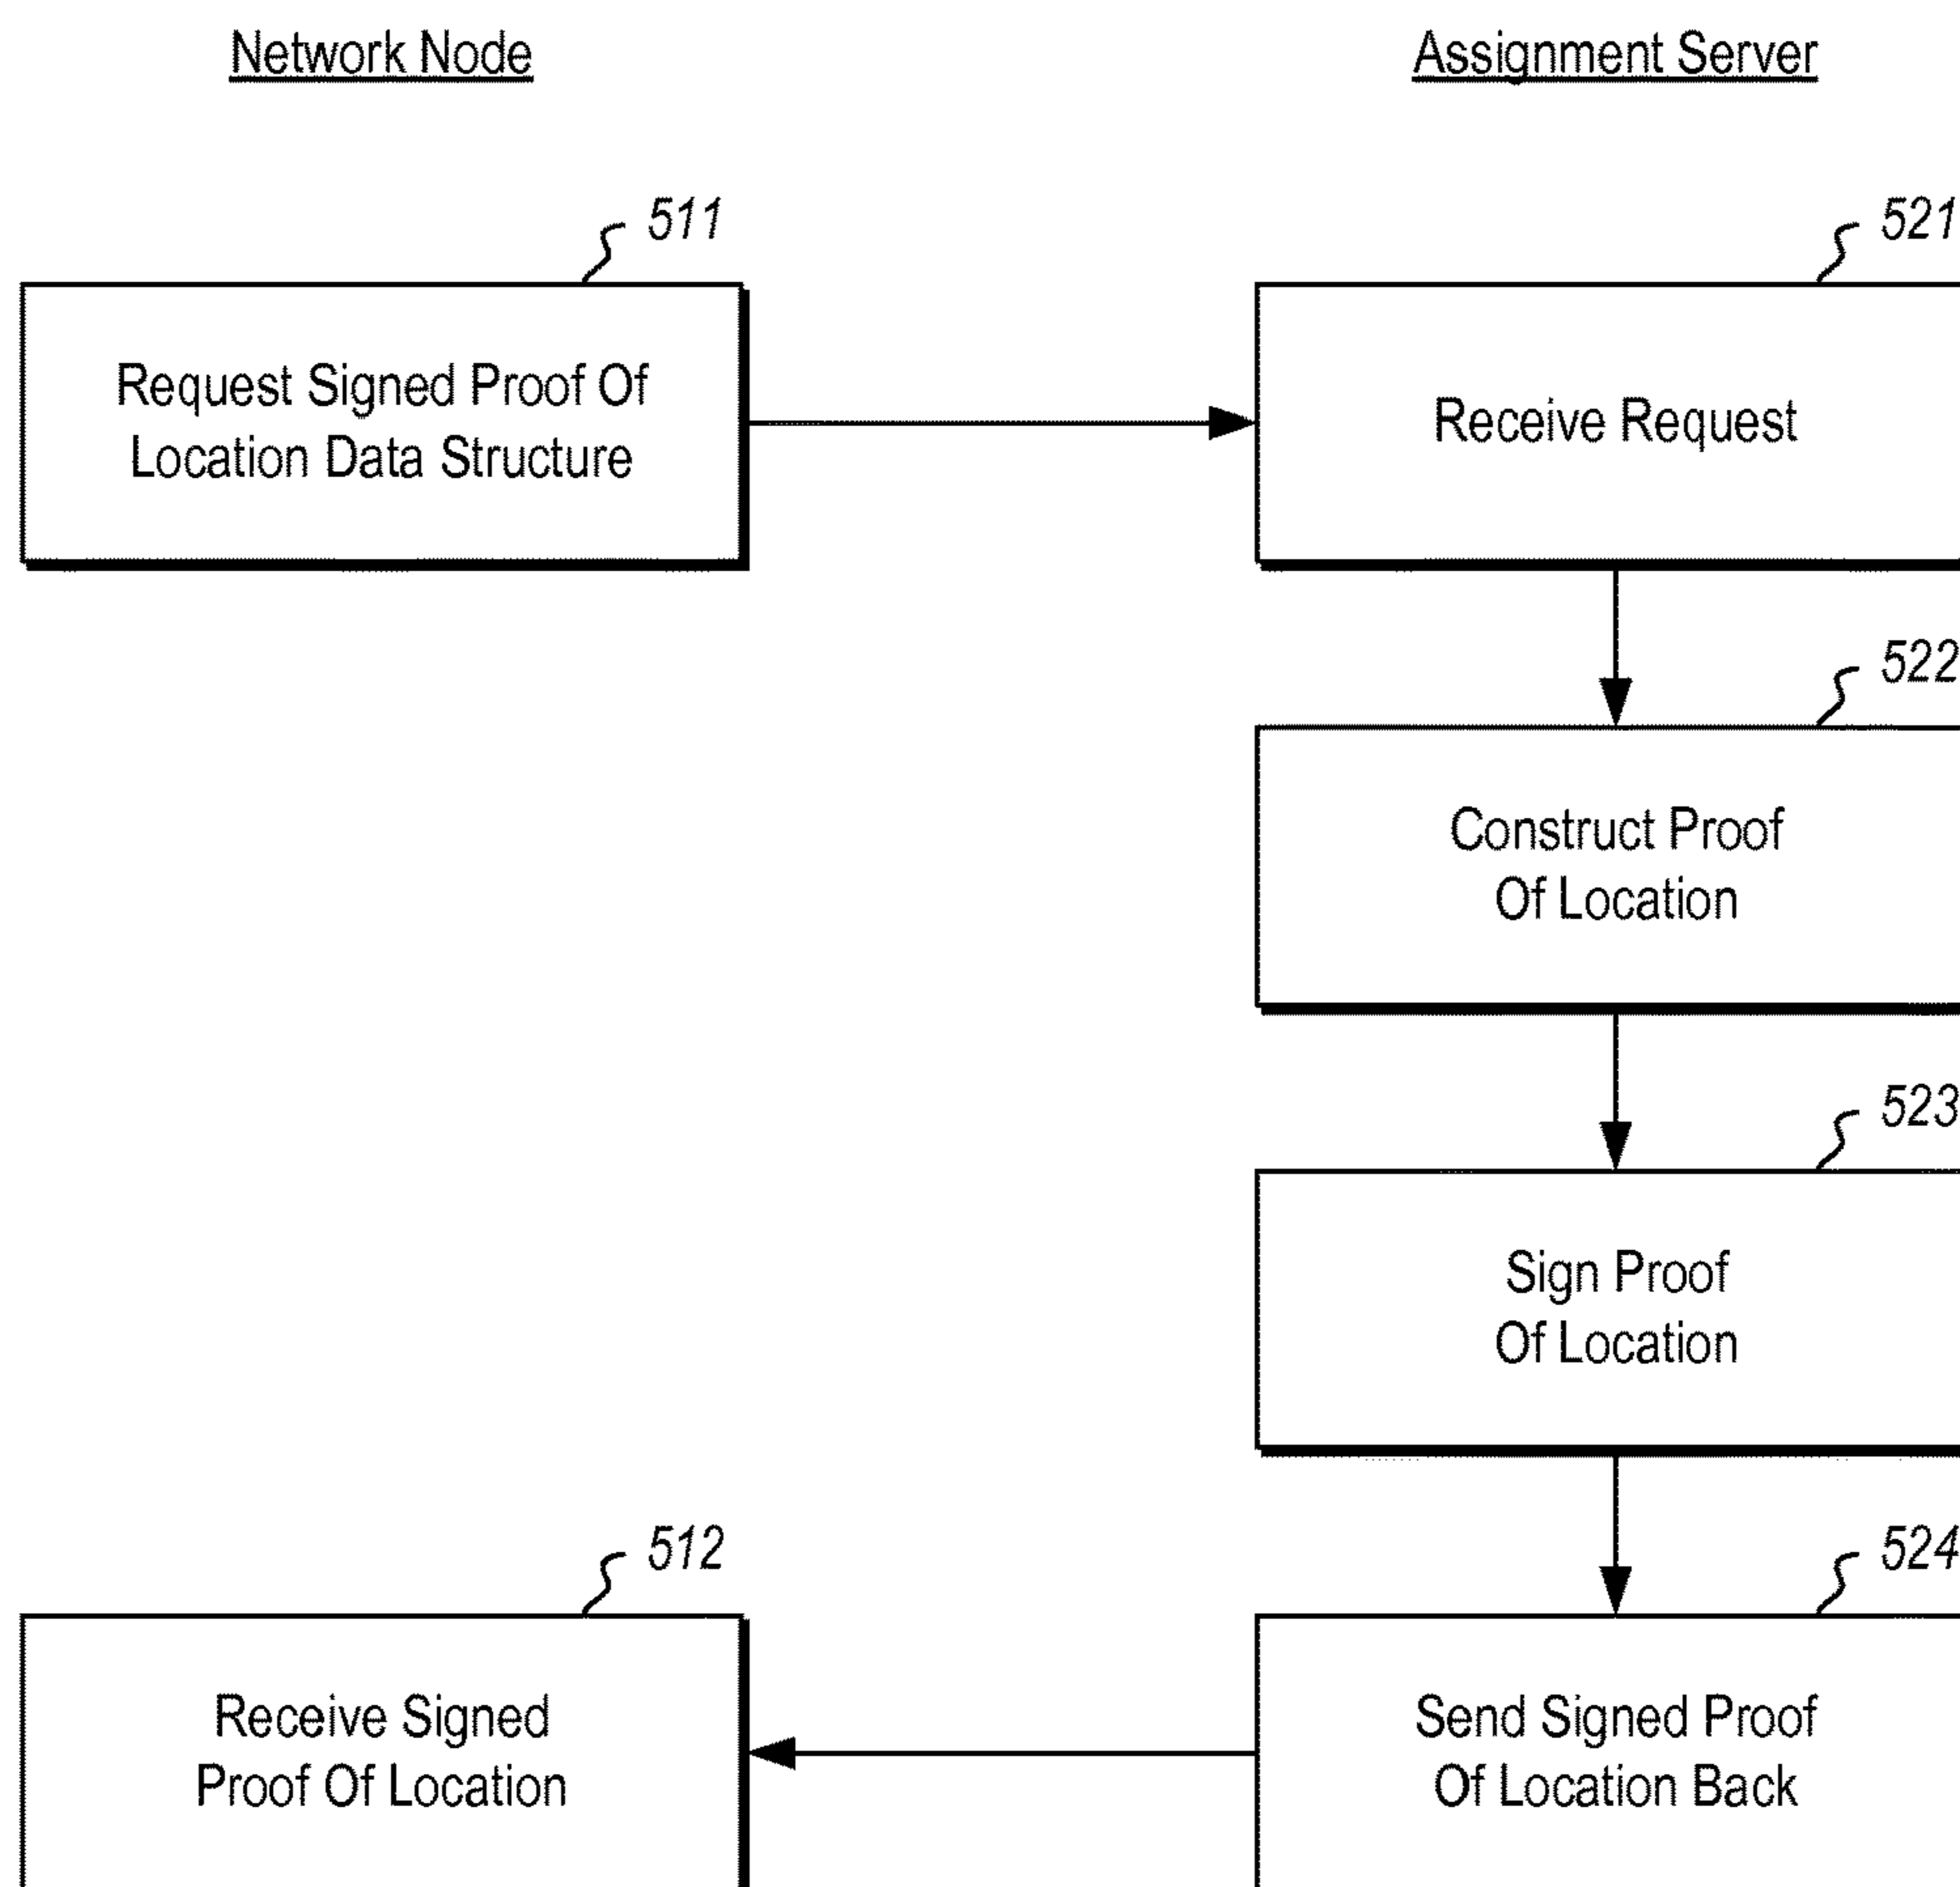 Network Node
Assignment Server
511
521
Request Signed Proof Of
Location Data Structure
Receive Request
522
Construct Proof
Of Location
523
Sign Proof
Of Location
512
524
Receive Signed
Proof Of Location
Send Signed Proof
Of Location Back